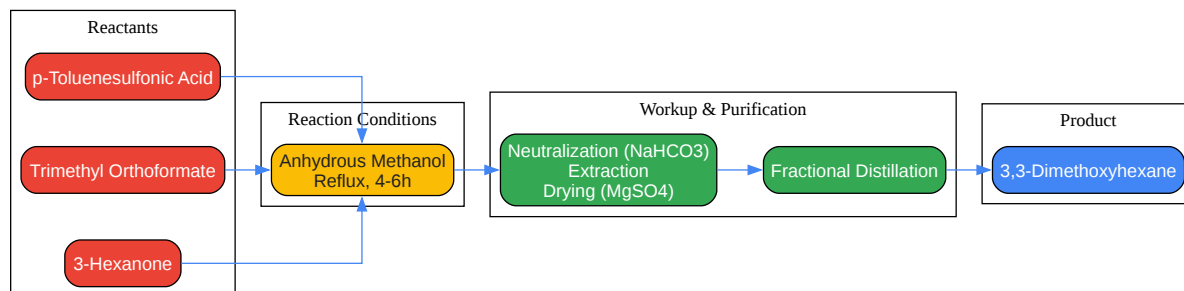 Reactants
p-Toluenesulfonic Acid
Trimethyl Orthoformate
3-Hexanone
Reaction Conditions
Anhydrous Methanol
Reflux, 4-6h
Workup & Purification
Neutralization (NaHCO3)
Extraction
Drying (MgSO4)
Fractional Distillation
Product
3,3-Dimethoxyhexane